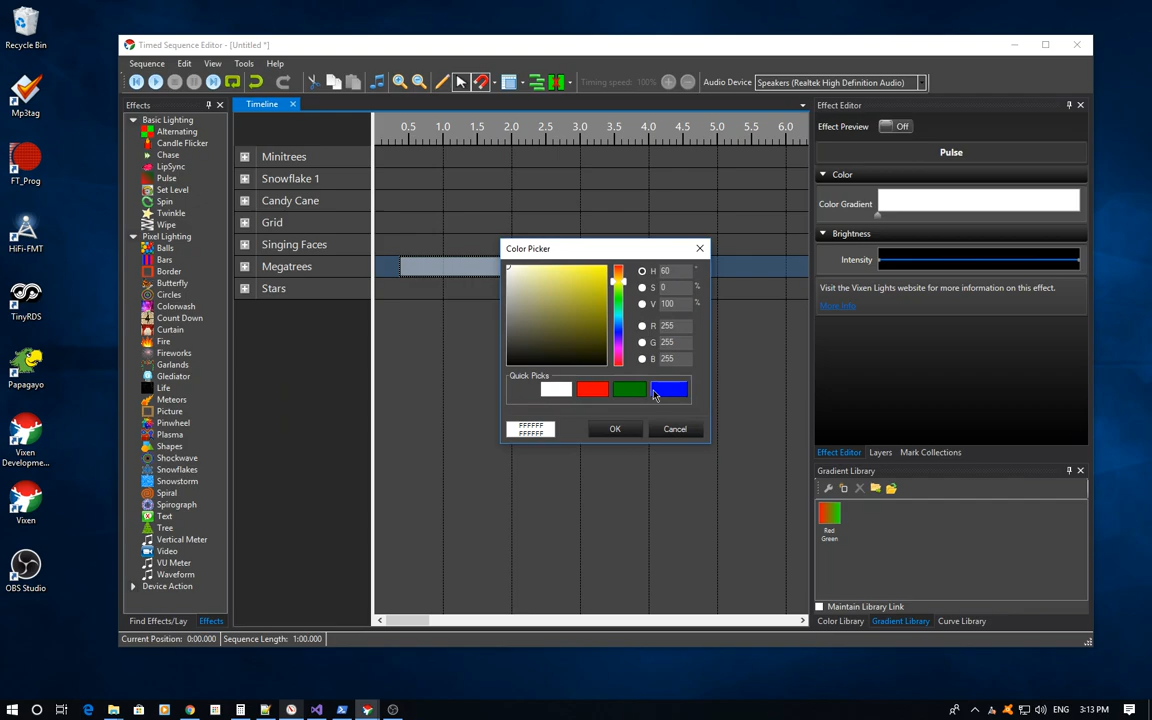 Recycle Bin
Mp3tag
FT_Prog
HiFi-FMT
TinyRDS
Papagayo
Vixen
Developme...
Vixen
OBS Studio
Timed Sequence Editor - [Untitled *]
Sequence Edit View Tools Help
Timing speed: 100%
Audio Device
Speakers (Realtek High Definition Audio)
Effects
Basic Lighting
Alternating
Candle Flicker
Chase
LipSync
Pulse
Set Level
Spin
Twinkle
Wipe
Pixel Lighting
Balls
Bars
Border
Butterfly
Circles
Colorwash
Count Down
Curtain
Fire
Fireworks
Garlands
Glediator
Life
Meteors
Picture
Pinwheel
Plasma
Shapes
Shockwave
Snowflakes
Snowstorm
Spiral
Spirograph
Text
Tree
Vertical Meter
Video
VU Meter
Waveform
Device Action
Find Effects/Lay Effects
Timeline
0.5 1.0 1.5 2.0 2.5 3.0 3.5 4.0 4.5 5.0 5.5 6.0
Minitrees
Snowflake 1
Candy Cane
Grid
Singing Faces
Megatrees
Stars
Color Picker
H 60 °
S 0 %
V 100 %
R 255
G 255
B 255
Quick Picks
FFFFFF
FFFFFF
OK Cancel
Effect Editor
Effect Preview Off
Pulse
Color
Color Gradient
Brightness
Intensity
Visit the Vixen Lights website for more information on this effect.
More info
Effect Editor Layers Mark Collections
Gradient Library
Red
Green
Maintain Library Link
Color Library Gradient Library Curve Library
Current Position: 0:00.000 Sequence Length: 1:00.000
ENG 3:13 PM